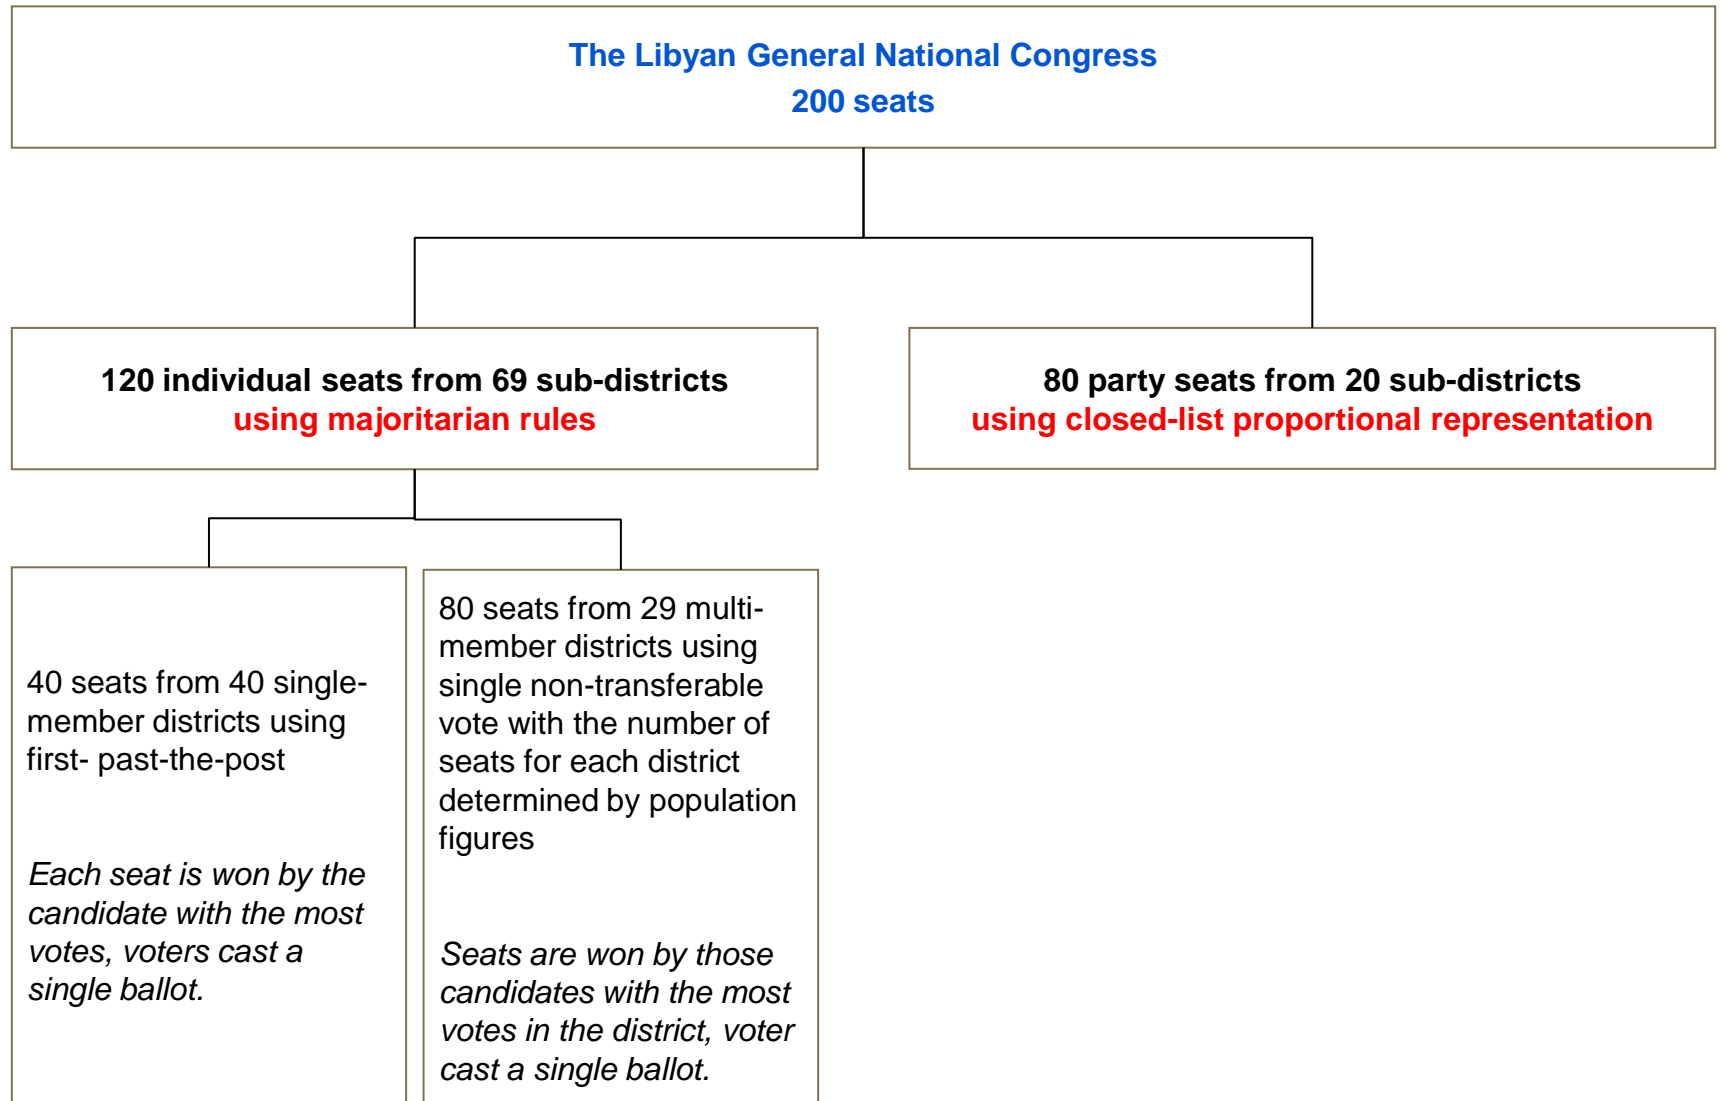 The Libyan General National Congress
200 seats
120 individual seats from 69 sub-districts
using majoritarian rules
80 party seats from 20 sub-districts
using closed-list proportional representation
40 seats from 40 single-
member districts using
first- past-the-post
Each seat is won by the
candidate with the most
votes, voters cast a
single ballot.
80 seats from 29 multi-
member districts using
single non-transferable
vote with the number of
seats for each district
determined by population
figures
Seats are won by those
candidates with the most
votes in the district, voter
cast a single ballot.